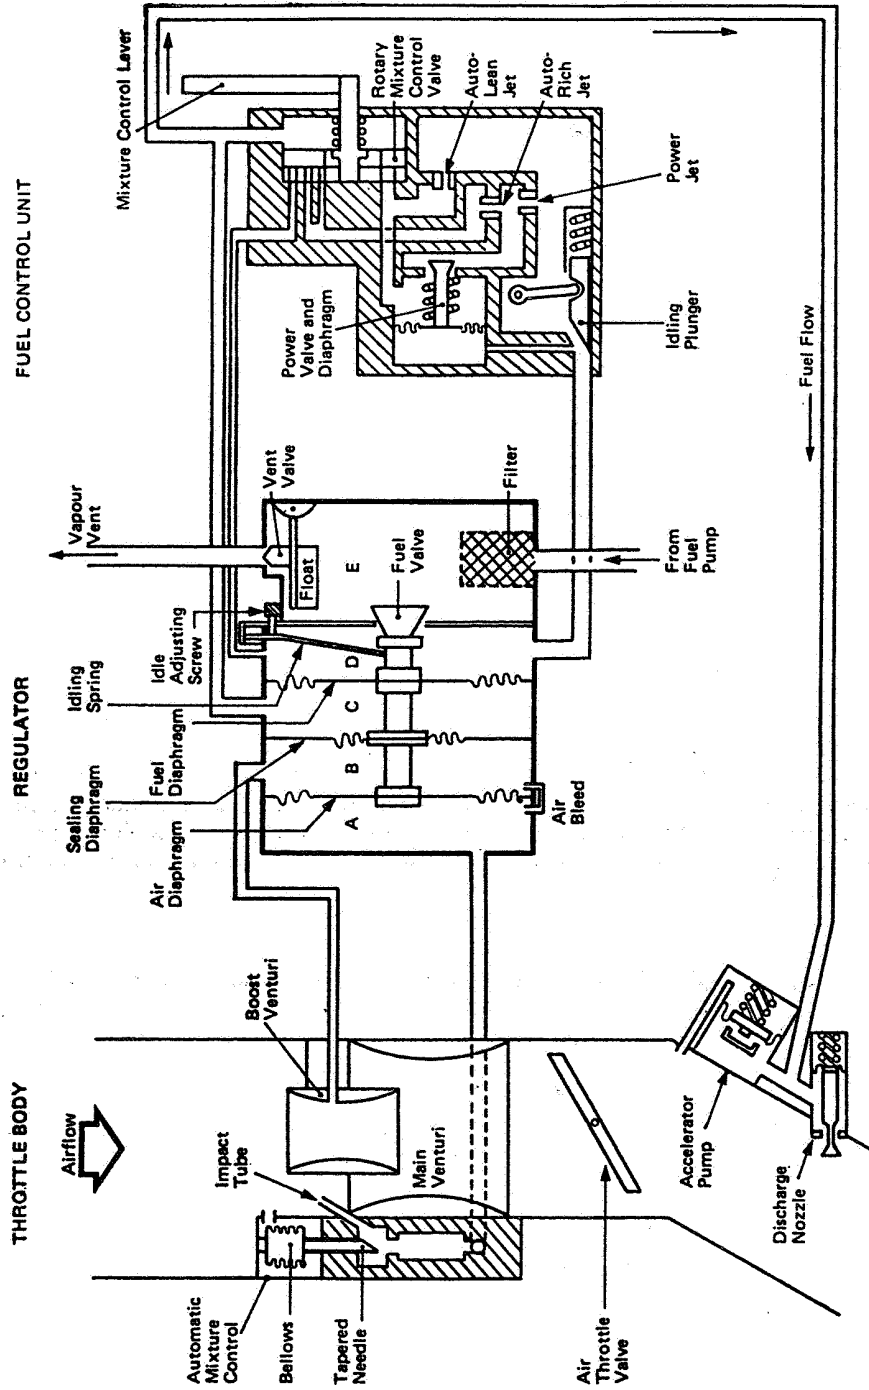 THROTTLE BODY
REGULATOR
FUEL CONTROL UNIT
Airflow
Automatic
Mixture
Control
Bellows
Tapered
Needle
Impact
Tube
Boost
Venturi
Main
Venturi
Air
Throttle
Valve
Accelerator
Pump
Discharge
Nozzle
Sealing
Diaphragm
Air
Diaphragm
Fuel
Diaphragm
Idling
Spring
Idle
Adjusting
Screw
Vapour
Vent
Vent
Valve
Float
A
B
C
D
E
Fuel
Valve
Filter
Air
Bleed
From
Fuel
Pump
Mixture Control Lever
Rotary
Mixture
Control
Valve
Auto-
Lean
Jet
Auto-
Rich
Jet
Power
Jet
Power
Valve and
Diaphragm
Idling
Plunger
Fuel Flow